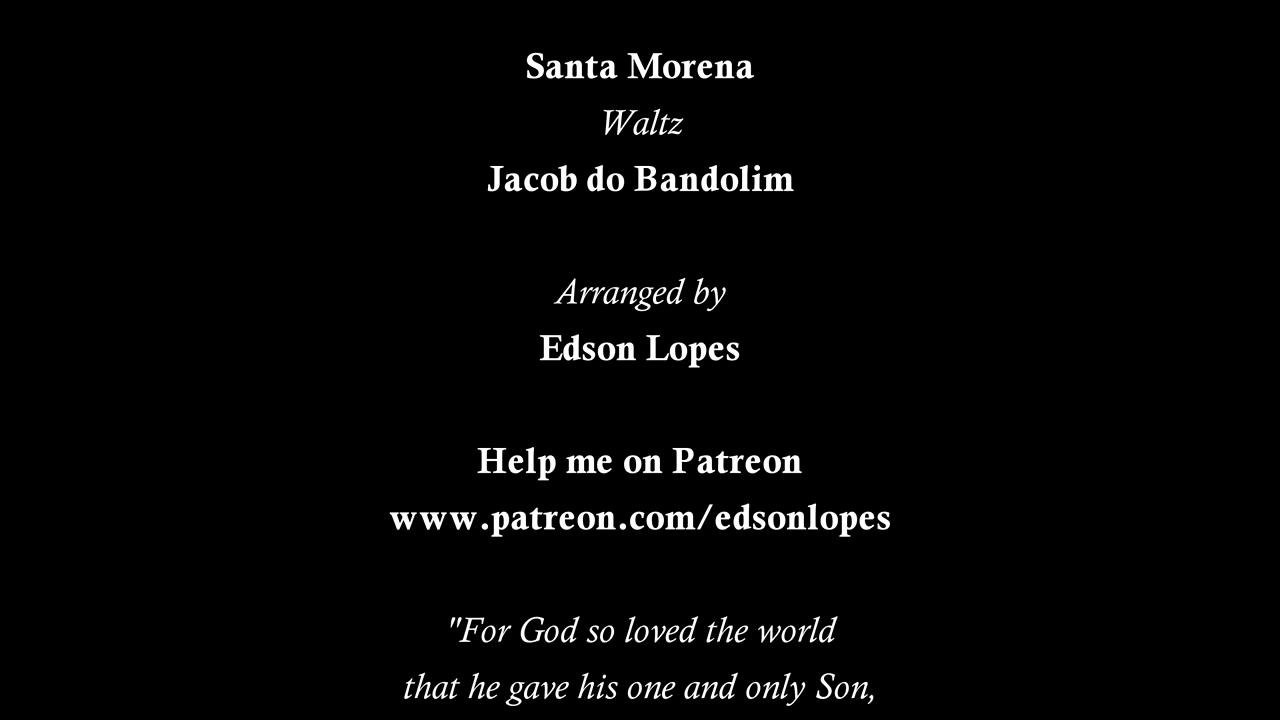 Santa Morena
Waltz
Jacob do Bandolim
Arranged by
Edson Lopes
Help me on Patreon
www.patreon.com/edsonlopes
"For God so loved the world
that he gave his one and only Son,